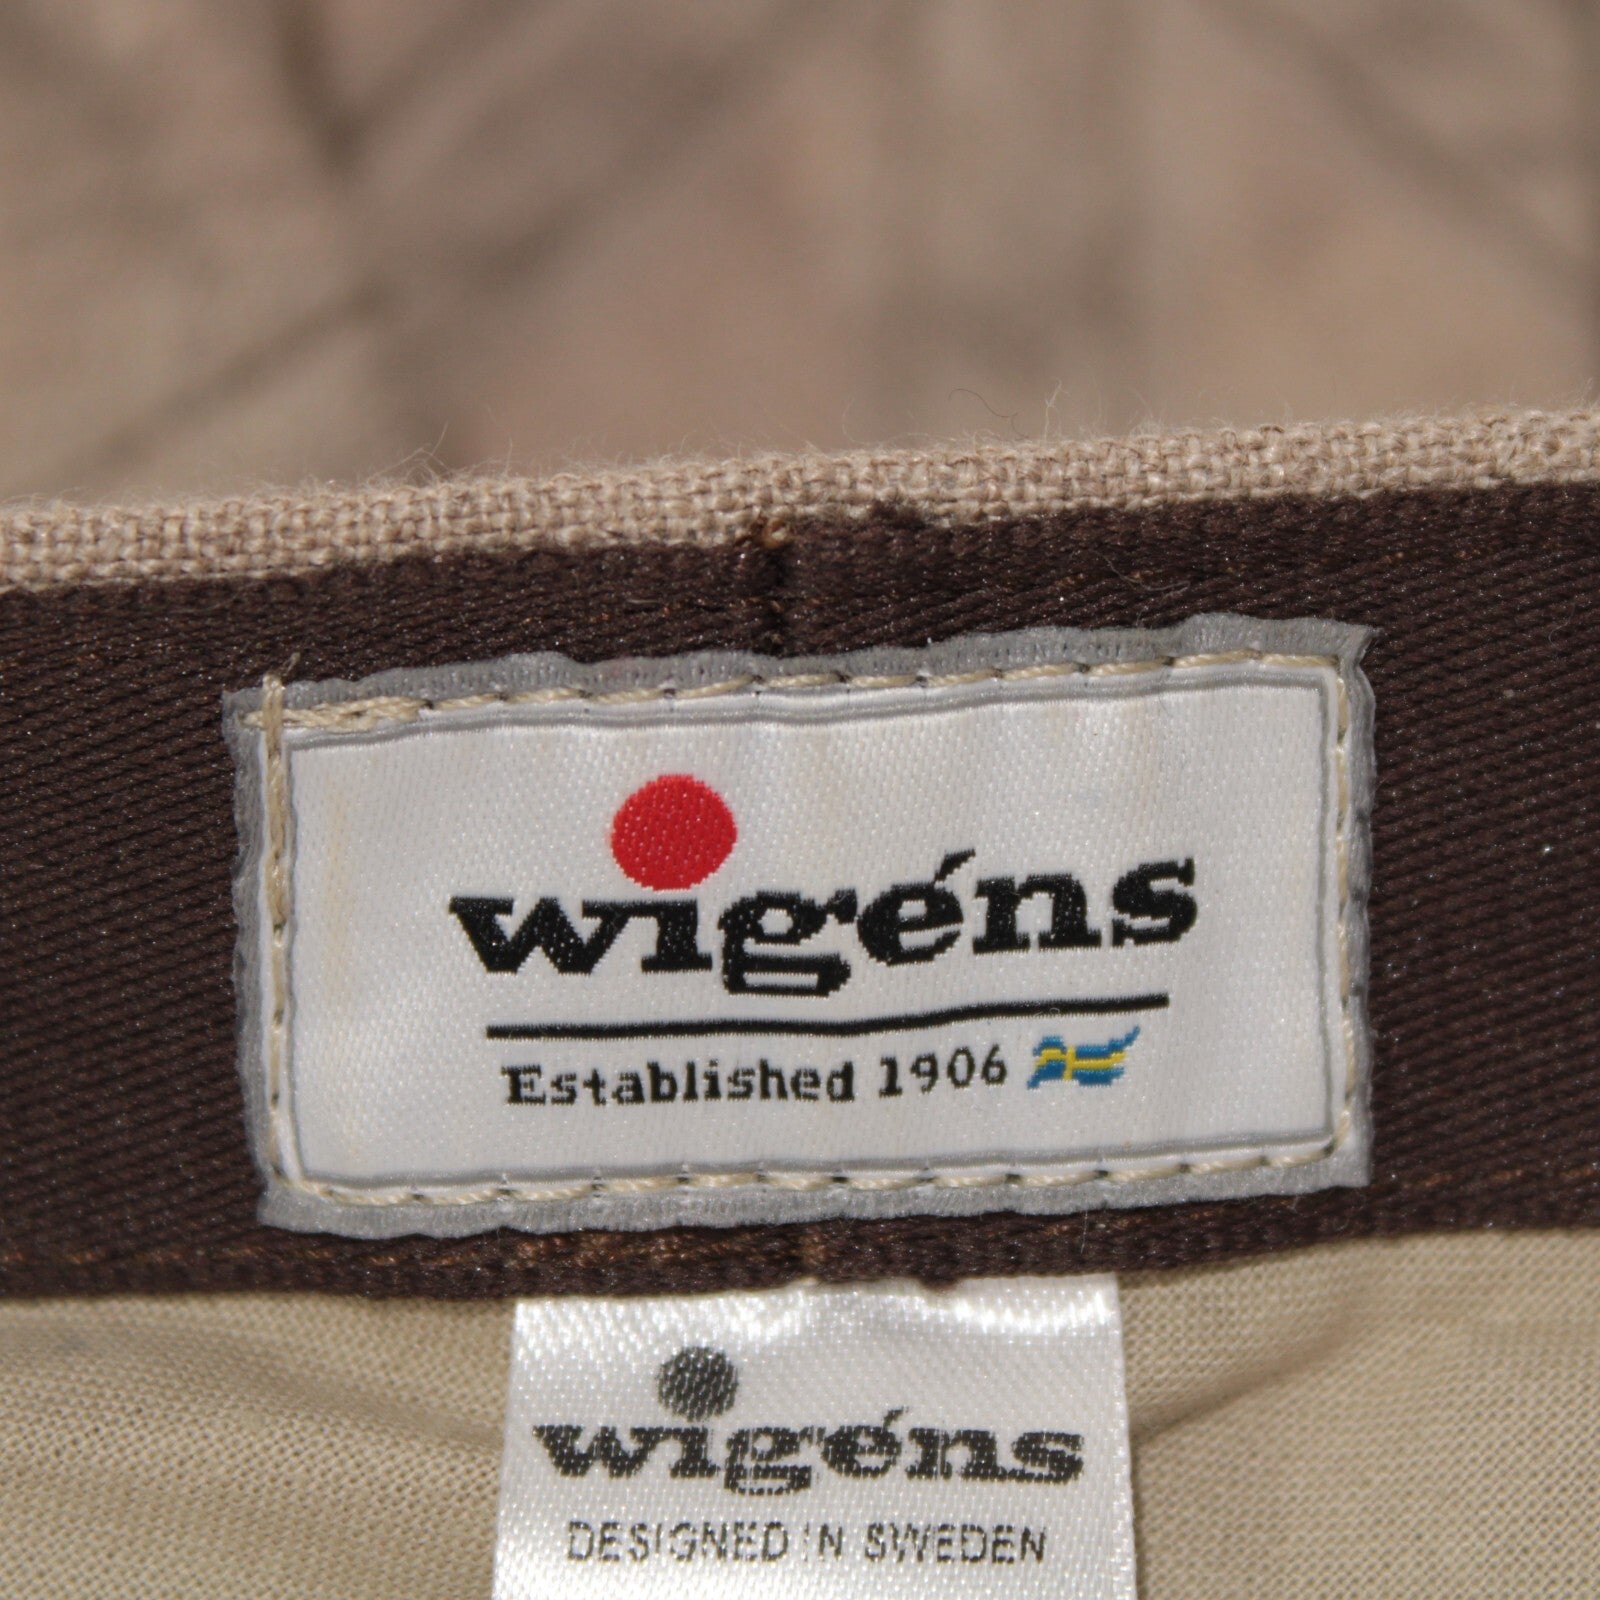 wigéns
Established 1906
wigéns
DESIGNED IN SWEDEN